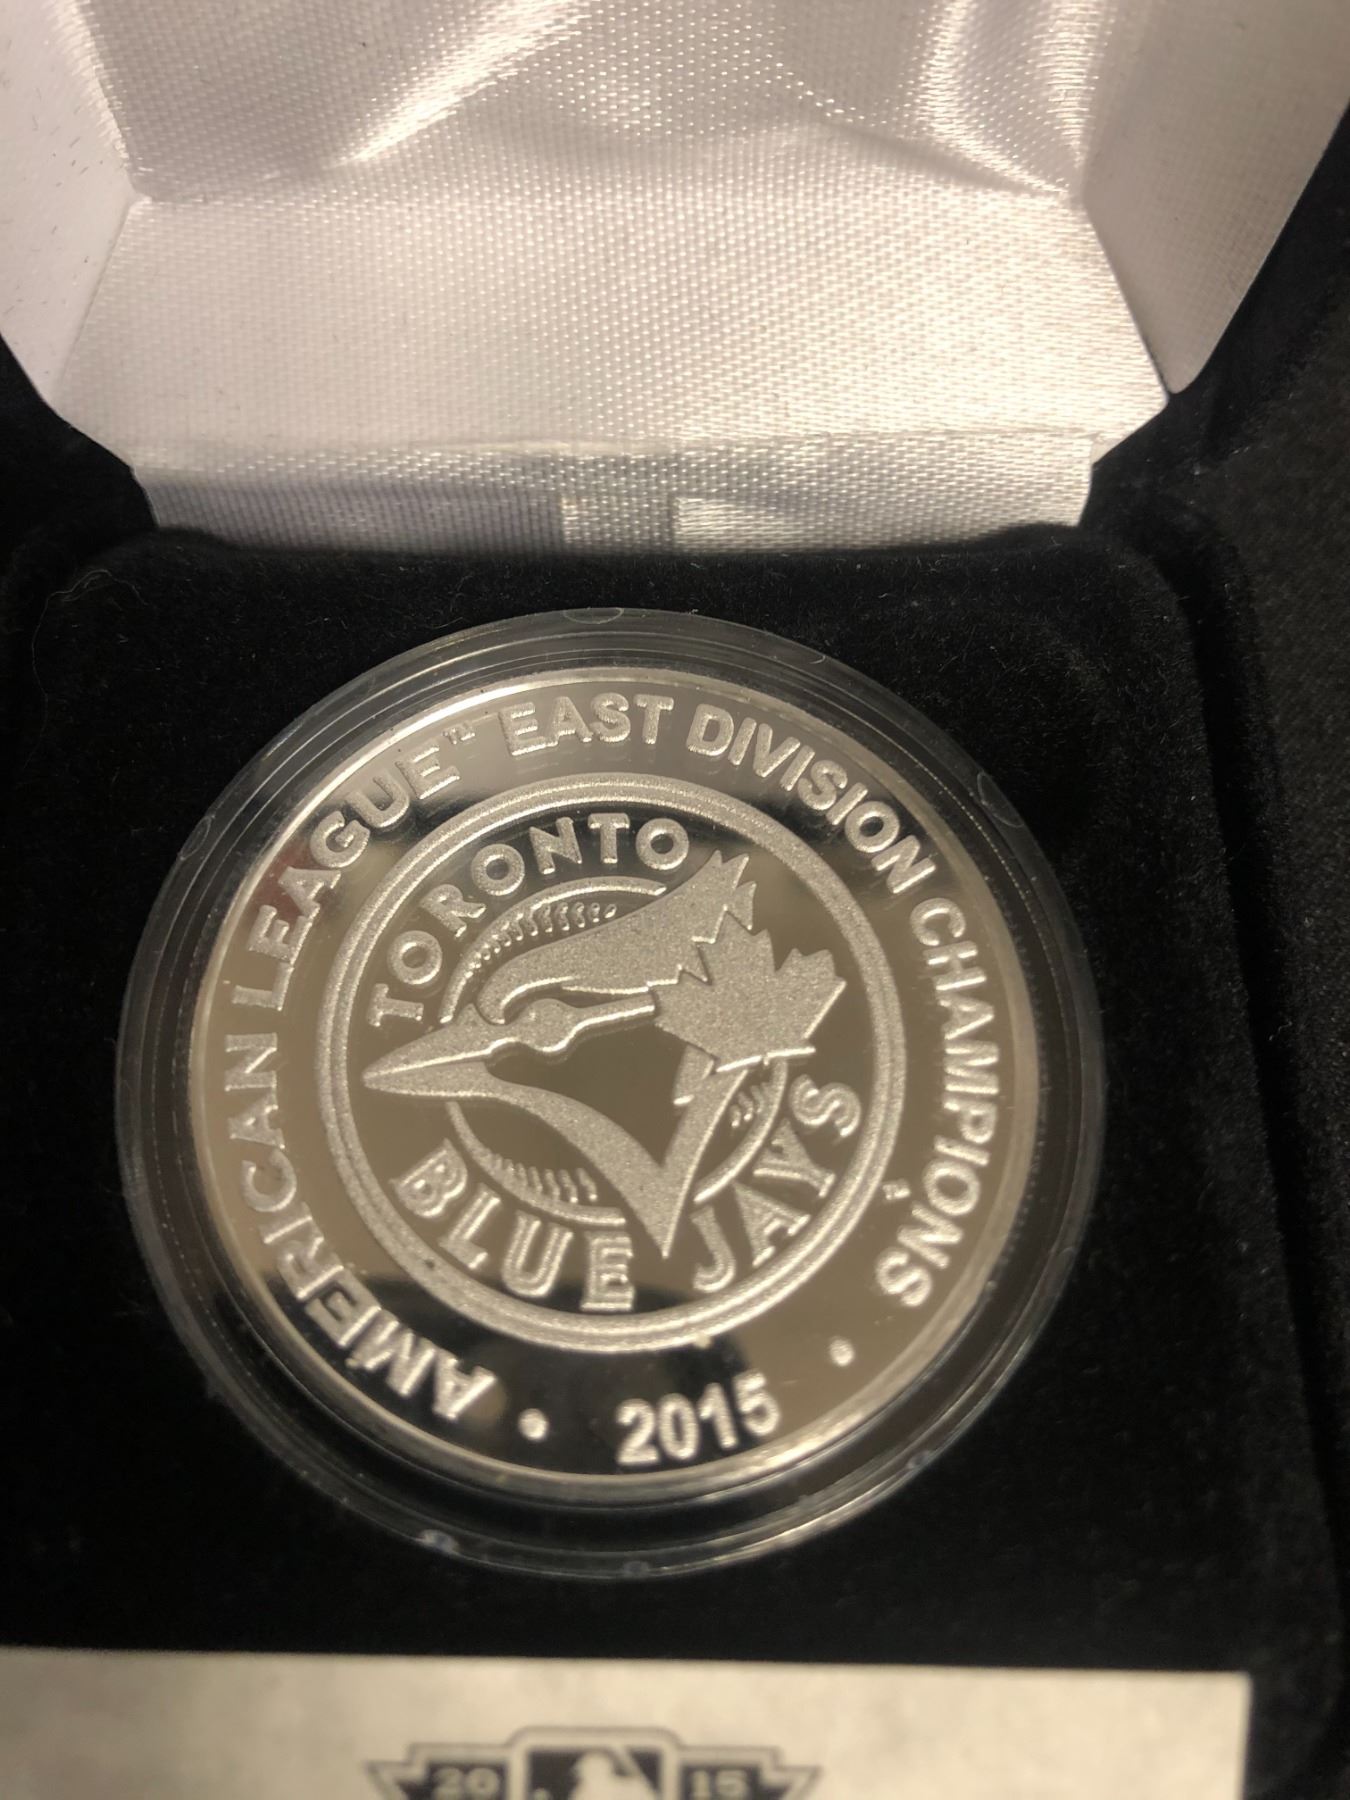 AMERICAN LEAGUE™ EAST DIVISION CHAMPIONS
TORONTO
BLUE JAYS
• 2015 •
20 15